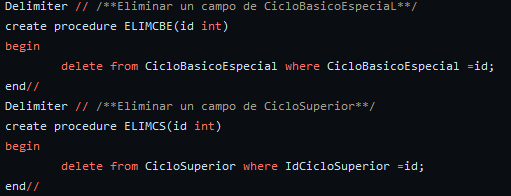 Delimiter // /**Eliminar un campo de CicloBasicoEspeciaL**/
create procedure ELIMCBE(id int)
begin
delete from CicloBasicoEspecial where CicloBasicoEspecial =id;
end//
Delimiter // /**Eliminar un campo de CicloSuperior**/
create procedure ELIMCS(id int)
begin
delete from CicloSuperior where IdCicloSuperior =id;
end//